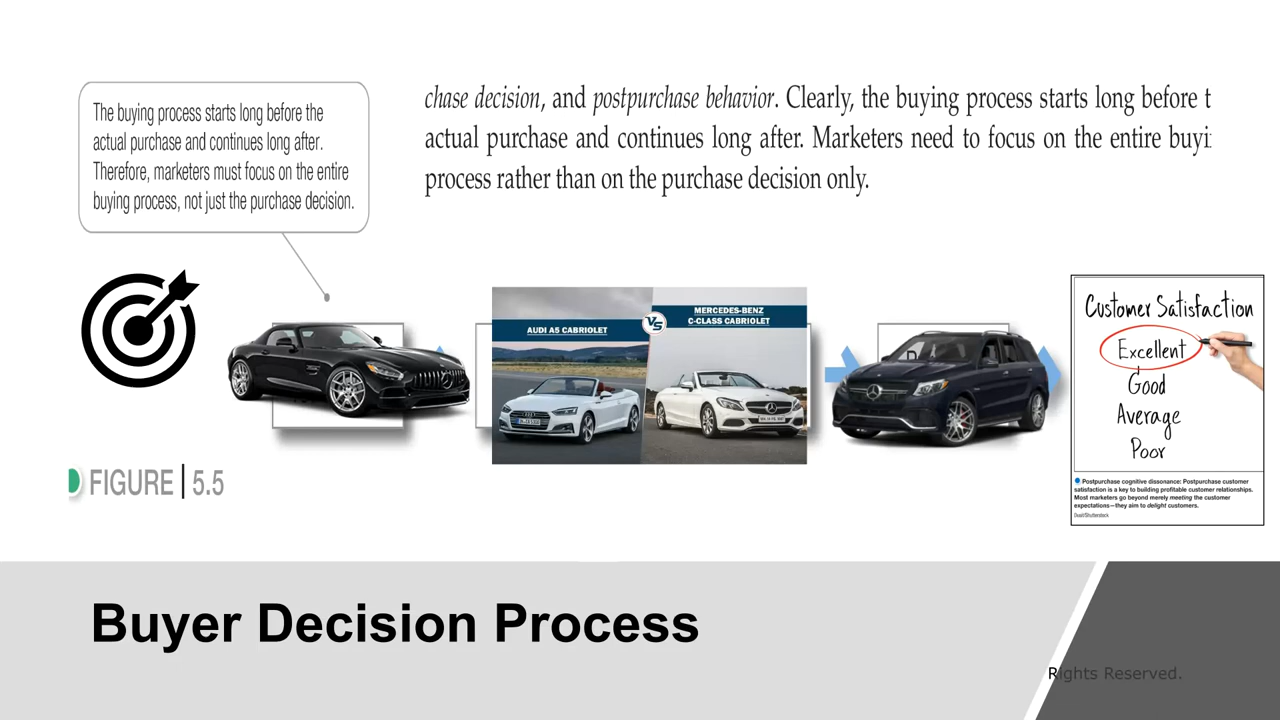 The buying process starts long before the
actual purchase and continues long after.
Therefore, marketers must focus on the entire
buying process, not just the purchase decision.
chase decision, and postpurchase behavior. Clearly, the buying process starts long before t
actual purchase and continues long after. Marketers need to focus on the entire buyi
process rather than on the purchase decision only.
AUDI A5 CABRIOLET
VS
MERCEDES-BENZ
C-CLASS CABRIOLET
Customer Satisfaction
Excellent
Good
Average
Poor
Postpurchase cognitive dissonance: Postpurchase customer
satisfaction is a key to building profitable customer relationships.
Most marketers go beyond merely meeting the customer
expectations—they aim to delight customers.
FIGURE | 5.5
Buyer Decision Process
Rights Reserved.